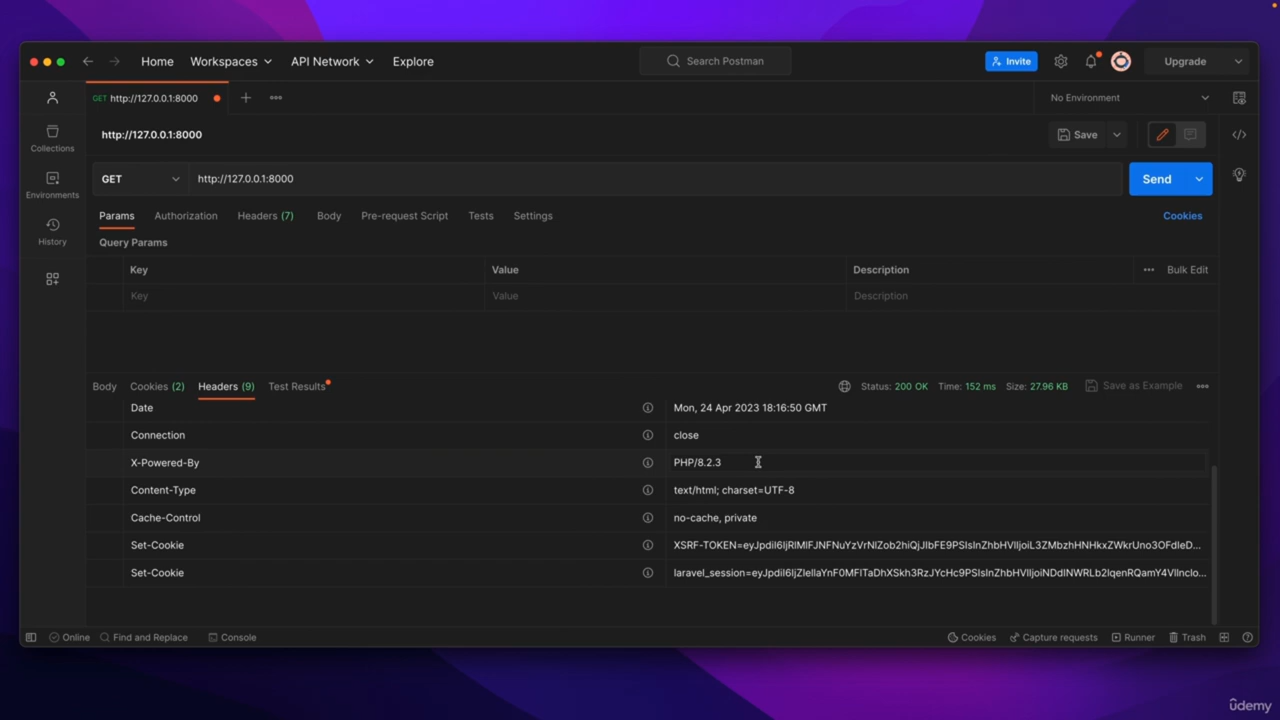 Home Workspaces API Network Explore Search Postman Invite Upgrade
GET http://127.0.0.1:8000 No Environment
http://127.0.0.1:8000 Save
Collections
Environments
History
GET http://127.0.0.1:8000 Send
Params Authorization Headers (7) Body Pre-request Script Tests Settings Cookies
Query Params
Key Value Description Bulk Edit
Key Value Description
Body Cookies (2) Headers (9) Test Results Status: 200 OK Time: 152 ms Size: 27.96 KB Save as Example
Date Mon, 24 Apr 2023 18:16:50 GMT
Connection close
X-Powered-By PHP/8.2.3
Content-Type text/html; charset=UTF-8
Cache-Control no-cache, private
Set-Cookie
Set-Cookie
Online Find and Replace Console Cookies Capture requests Runner Trash
ûdemy